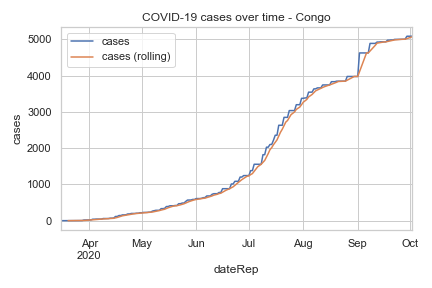 COVID-19 cases over time - Congo
cases
cases (rolling)
5000
4000
3000
2000
1000
0
cases
Apr
2020
May
Jun
Jul
Aug
Sep
Oct
dateRep